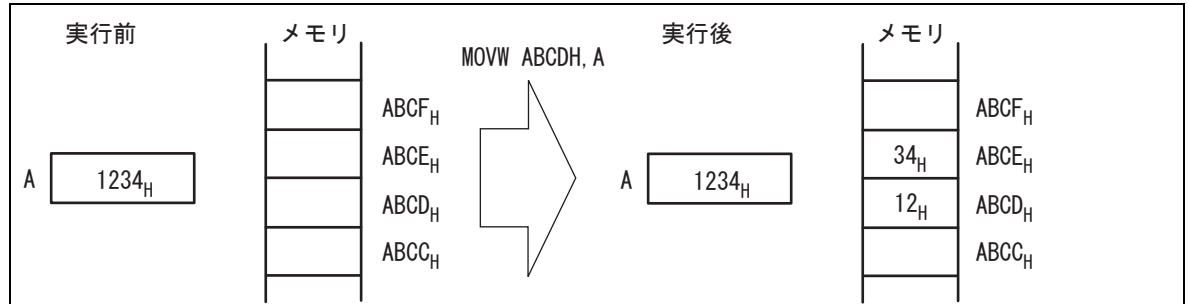 実行前
メモリ
MOVW ABCDH, A
実行後
メモリ
ABCFH
ABCFH
A
1234H
ABCEH
A
1234H
34H
ABCEH
ABCDH
12H
ABCDH
ABCCH
ABCCH